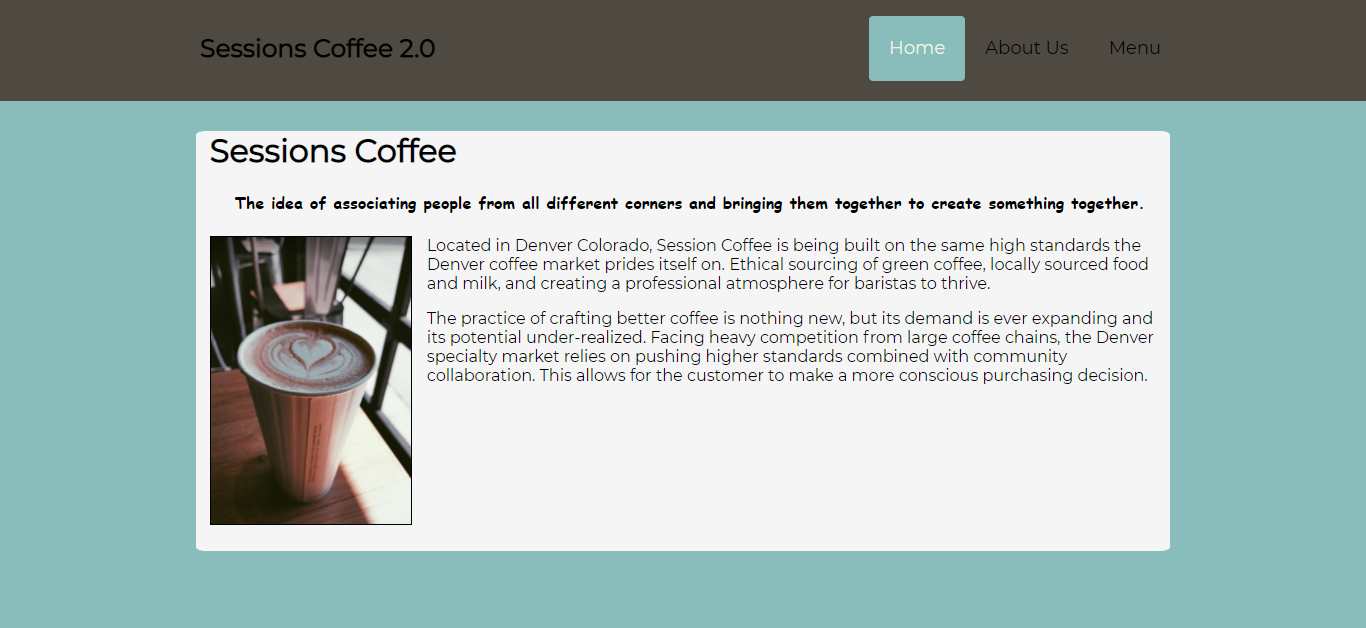 Sessions Coffee 2.0
Home About Us Menu
Sessions Coffee
The idea of associating people from all different corners and bringing them together to create something together.
Located in Denver Colorado, Session Coffee is being built on the same high standards the
Denver coffee market prides itself on. Ethical sourcing of green coffee, locally sourced food
and milk, and creating a professional atmosphere for baristas to thrive.
The practice of crafting better coffee is nothing new, but its demand is ever expanding and
its potential under-realized. Facing heavy competition from large coffee chains, the Denver
specialty market relies on pushing higher standards combined with community
collaboration. This allows for the customer to make a more conscious purchasing decision.